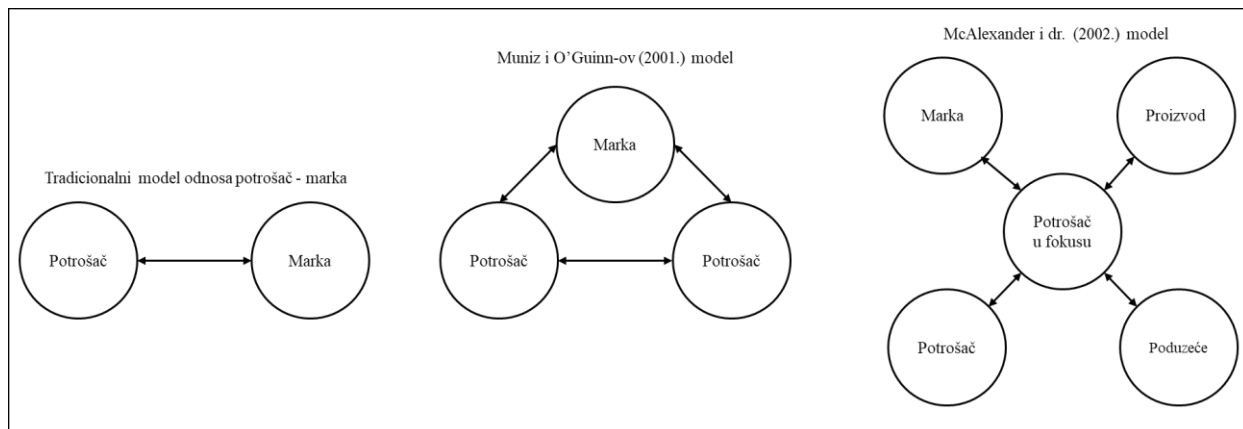 Tradicionalni model odnosa potrošač - marka
Potrošač
Marka
Muniz i O’Guinn-ov (2001.) model
Marka
Potrošač
Potrošač
McAlexander i dr. (2002.) model
Marka
Proizvod
Potrošač
u fokusu
Potrošač
Poduzeće